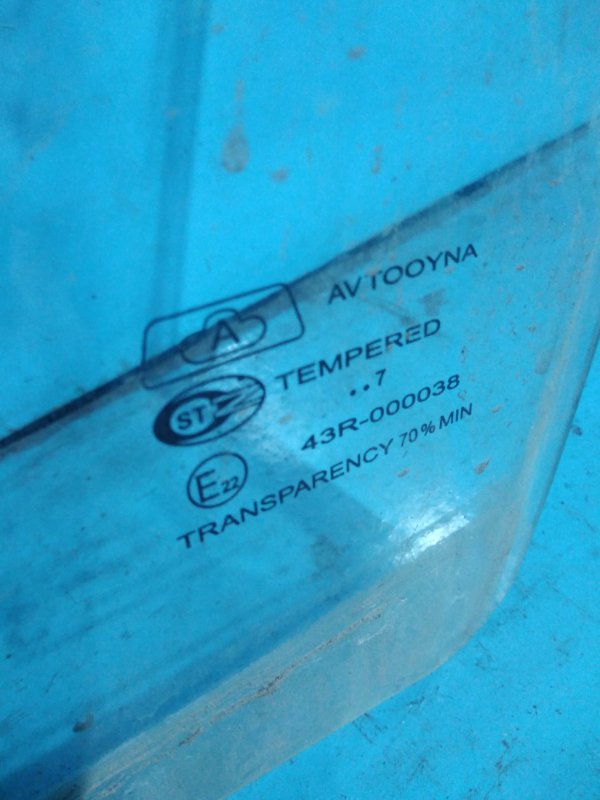 A AVTOOYNA
ST TEMPERED
..7
E22 43R-000038
TRANSPARENCY 70% MIN